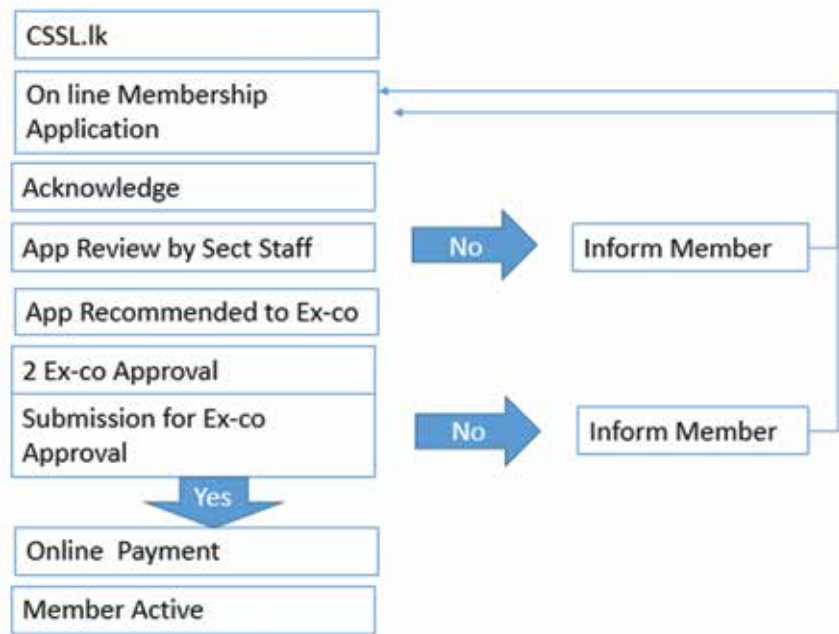 CSSL.lk
On line Membership
Application
Acknowledge
App Review by Sect Staff
No
Inform Member
App Recommended to Ex-co
2 Ex-co Approval
Submission for Ex-co
Approval
No
Inform Member
Yes
Online Payment
Member Active